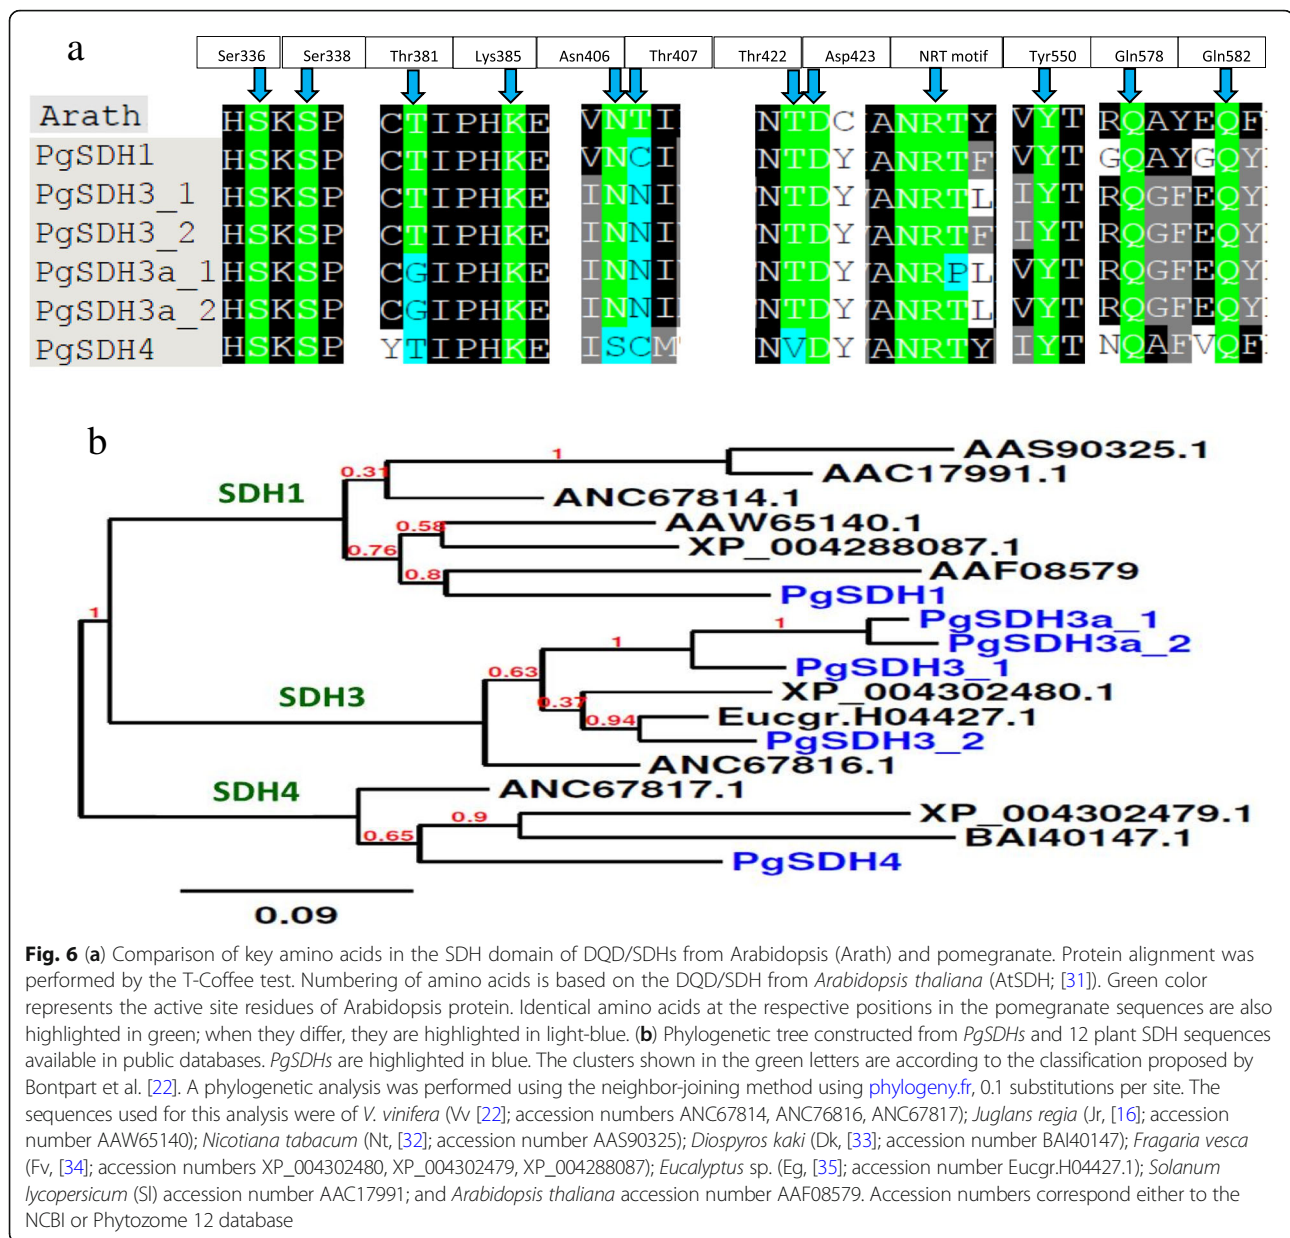 a
Ser336 Ser338 Thr381 Lys385 Asn406 Thr407 Thr422 Asp423 NRT motif Tyr550 Gln578 Gln582
Arath HSKSP CTIPHKE VNTI NTDC ANRTY VYT RQAYEQF
PgSDH1 HSKSP CTIPHKE VNCI NTDY ANRTF VYT GQAYGQY
PgSDH3_1 HSKSP CTIPHKE INNI NTDY ANRTL IYT RQGFEQY
PgSDH3_2 HSKSP CTIPHKE INNI NTDY ANRTF IYT RQGFEQY
PgSDH3a_1 HSKSP CGIPHKE INNI NTDY ANRPL VYT RQGFEQY
PgSDH3a_2 HSKSP CGIPHKE INNI NTDY ANRTL VYT RQGFEQY
PgSDH4 HSKSP YTIPHKE ISCM NVDY ANRTY IYT NQAFVQF
b
AAS90325.1
1
0.31
AAC17991.1
SDH1
ANC67814.1
AAW65140.1
0.58
XP_004288087.1
0.76
AAF08579
0.8
PgSDH1
1
PgSDH3a_1
1
PgSDH3a_2
1
PgSDH3_1
0.63
SDH3
XP_004302480.1
0.37
Eucgr.H04427.1
0.94
PgSDH3_2
ANC67816.1
SDH4
ANC67817.1
XP_004302479.1
0.9
BAI40147.1
0.65
PgSDH4
0.09
Fig. 6 (a) Comparison of key amino acids in the SDH domain of DQD/SDHs from Arabidopsis (Arath) and pomegranate. Protein alignment was
performed by the T-Coffee test. Numbering of amino acids is based on the DQD/SDH from Arabidopsis thaliana (AtSDH; [31]). Green color
represents the active site residues of Arabidopsis protein. Identical amino acids at the respective positions in the pomegranate sequences are also
highlighted in green; when they differ, they are highlighted in light-blue. (b) Phylogenetic tree constructed from PgSDHs and 12 plant SDH sequences
available in public databases. PgSDHs are highlighted in blue. The clusters shown in the green letters are according to the classification proposed by
Bontpart et al. [22]. A phylogenetic analysis was performed using the neighbor-joining method using phylogeny.fr, 0.1 substitutions per site. The
sequences used for this analysis were of V. vinifera (Vv [22]; accession numbers ANC67814, ANC76816, ANC67817); Juglans regia (Jr, [16]; accession
number AAW65140); Nicotiana tabacum (Nt, [32]; accession number AAS90325); Diospyros kaki (Dk, [33]; accession number BAI40147); Fragaria vesca
(Fv, [34]; accession numbers XP_004302480, XP_004302479, XP_004288087); Eucalyptus sp. (Eg, [35]; accession number Eucgr.H04427.1); Solanum
lycopersicum (Sl) accession number AAC17991; and Arabidopsis thaliana accession number AAF08579. Accession numbers correspond either to the
NCBI or Phytozome 12 database